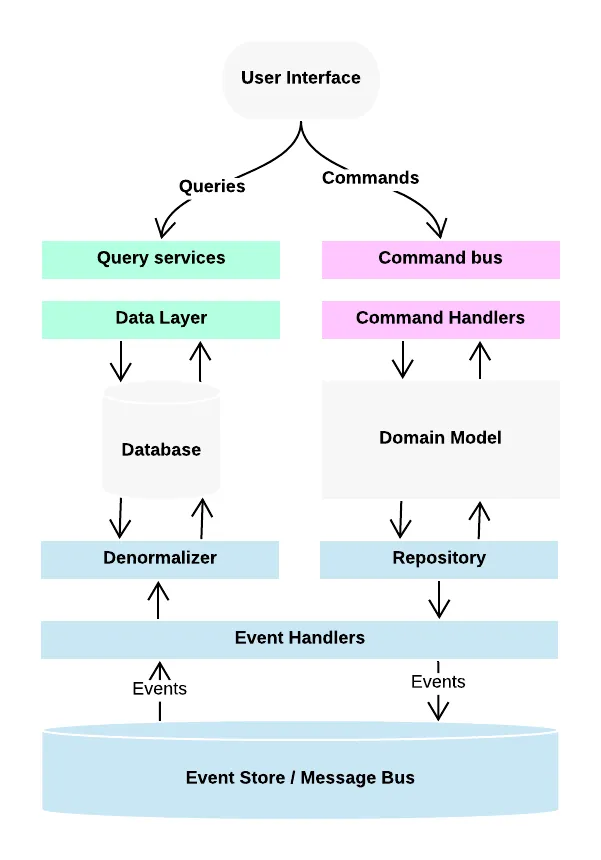 User Interface
Queries
Commands
Query services
Command bus
Data Layer
Command Handlers
Database
Domain Model
Denormalizer
Repository
Event Handlers
Events
Events
Event Store / Message Bus